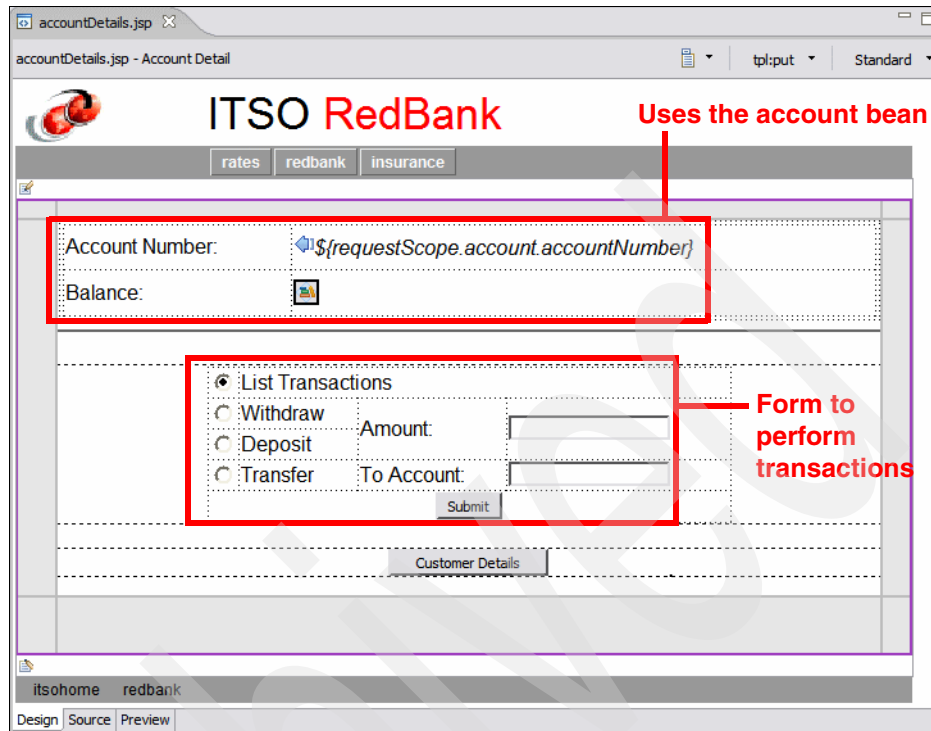 accountDetails.jsp
accountDetails.jsp - Account Detail
tpl:put
Standard
ITSO RedBank
Uses the account bean
rates redbank insurance
Account Number: ${requestScope.account.accountNumber}
Balance:
List Transactions
Withdraw
Amount:
Deposit
Transfer To Account:
Submit
Form to
perform
transactions
Customer Details
itsohome redbank
Design Source Preview